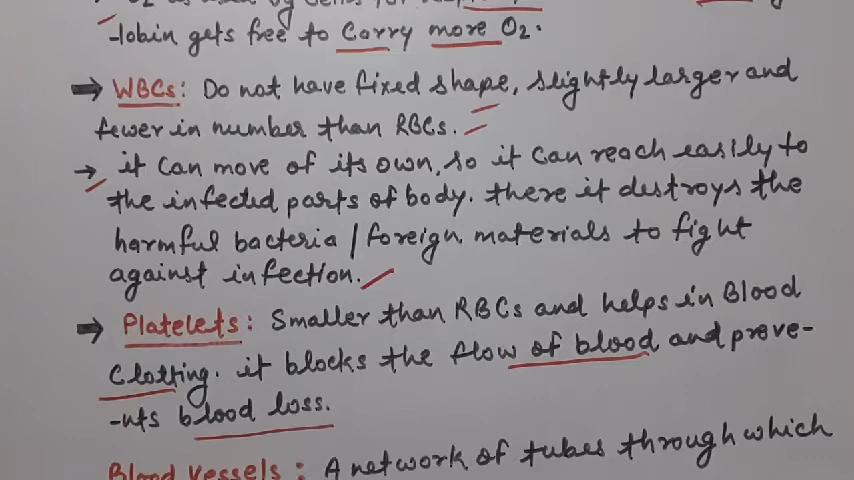 -lobin gets free to Carry more O2.
⇒ WBCs: Do not have fixed shape, slightly larger and
fewer in number than RBCs.
→ it can move of its own, so it can reach easily to
the infected parts of body. there it destroys the
harmful bacteria / foreign materials to fight
against infection.
⇒ Platelets: Smaller than RBCs and helps in Blood
Clotting. it blocks the flow of blood and preve-
-nts blood loss.
Blood vessels: A network of tubes through which